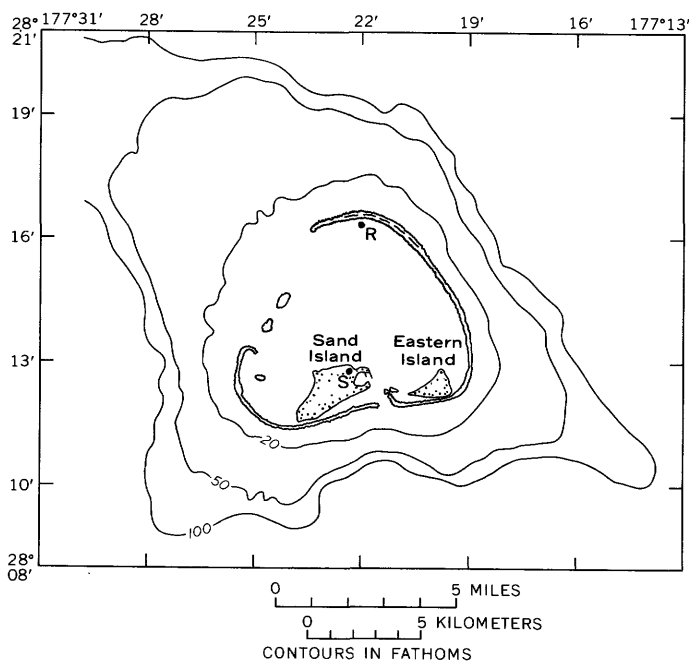 28° 177°31' 28' 25' 22' 19' 16' 177°13'
21'
19'
16'
R
Sand
Island
Eastern
Island
13'
S
20
10'
50
100
28°
08'
0 5 MILES
0 5 KILOMETERS
CONTOURS IN FATHOMS